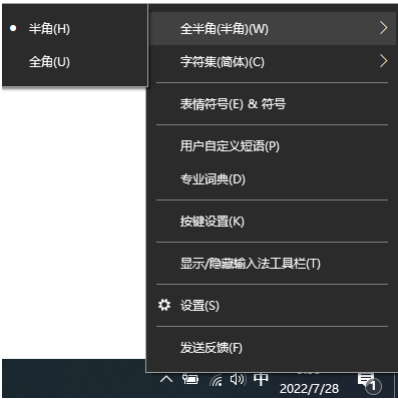 半角(H)
全角(U)
全半角(半角)(W)
字符集(简体)(C)
表情符号(E) & 符号
用户自定义短语(P)
专业词典(D)
按键设置(K)
显示/隐藏输入法工具栏(T)
设置(S)
发送反馈(F)
中
2022/7/28
1